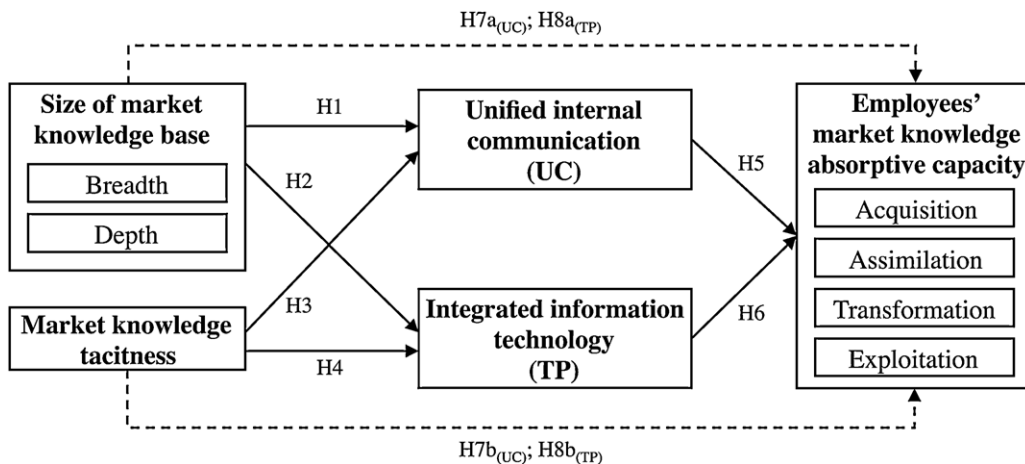 H7a(UC); H8a(TP)
Size of market
knowledge base
Breadth
Depth
H1
H2
Unified internal
communication
(UC)
H5
Employees’
market knowledge
absorptive capacity
Acquisition
Assimilation
Transformation
Exploitation
Market knowledge
tacitness
H3
H4
Integrated information
technology
(TP)
H6
H7b(UC); H8b(TP)